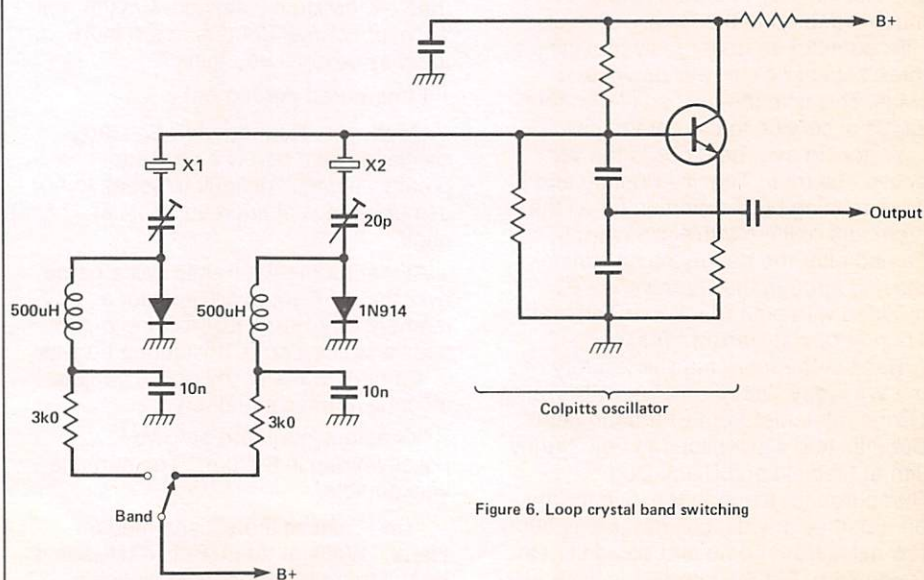 B+
X1
X2
20p
Output
500uH
500uH
1N914
10n
10n
3k0
3k0
Colpitts oscillator
Band
Figure 6. Loop crystal band switching
B+